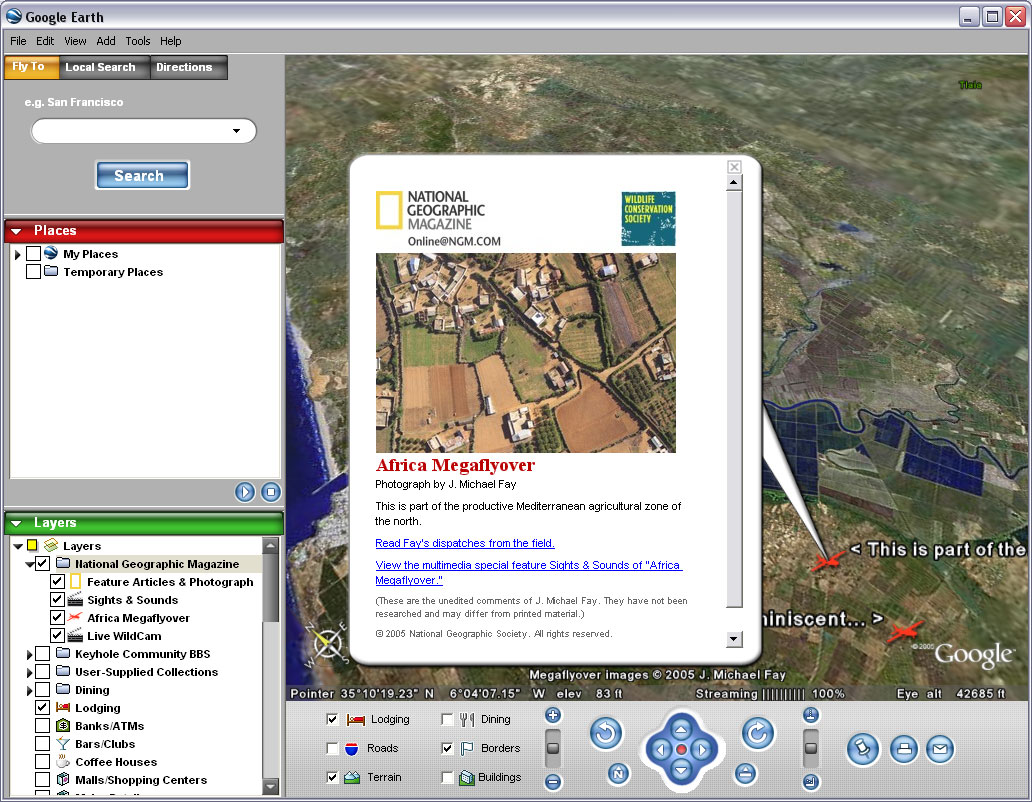 Google Earth
File Edit View Add Tools Help
Fly To Local Search Directions
e.g. San Francisco
Search
Places
My Places
Temporary Places
Layers
Layers
National Geographic Magazine
Feature Articles & Photograph
Sights & Sounds
Africa Megaflyover
Live WildCam
Keyhole Community BBS
User-Supplied Collections
Dining
Lodging
Banks/ATMs
Bars/Clubs
Coffee Houses
Malls/Shopping Centers
NATIONAL
GEOGRAPHIC
MAGAZINE
Online@NGM.COM
WILDLIFE
CONSERVATION
SOCIETY
Africa Megaflyover
Photograph by J. Michael Fay
This is part of the productive Mediterranean agricultural zone of
the north.
Read Fay's dispatches from the field.
View the multimedia special feature Sights & Sounds of "Africa
Megaflyover."
(These are the unedited comments of J. Michael Fay. They have not been
researched and may differ from printed material.)
© 2005 National Geographic Society. All rights reserved.
Tlala
< This is part of the
niniscent... >
N E W S
© 2005 Google
Megaflyover images © 2005 J. Michael Fay
Pointer 35°10'19.23" N 6°04'07.15" W elev 83 ft Streaming |||||||||| 100% Eye alt 42685 ft
Lodging Dining
Roads Borders
Terrain Buildings
N